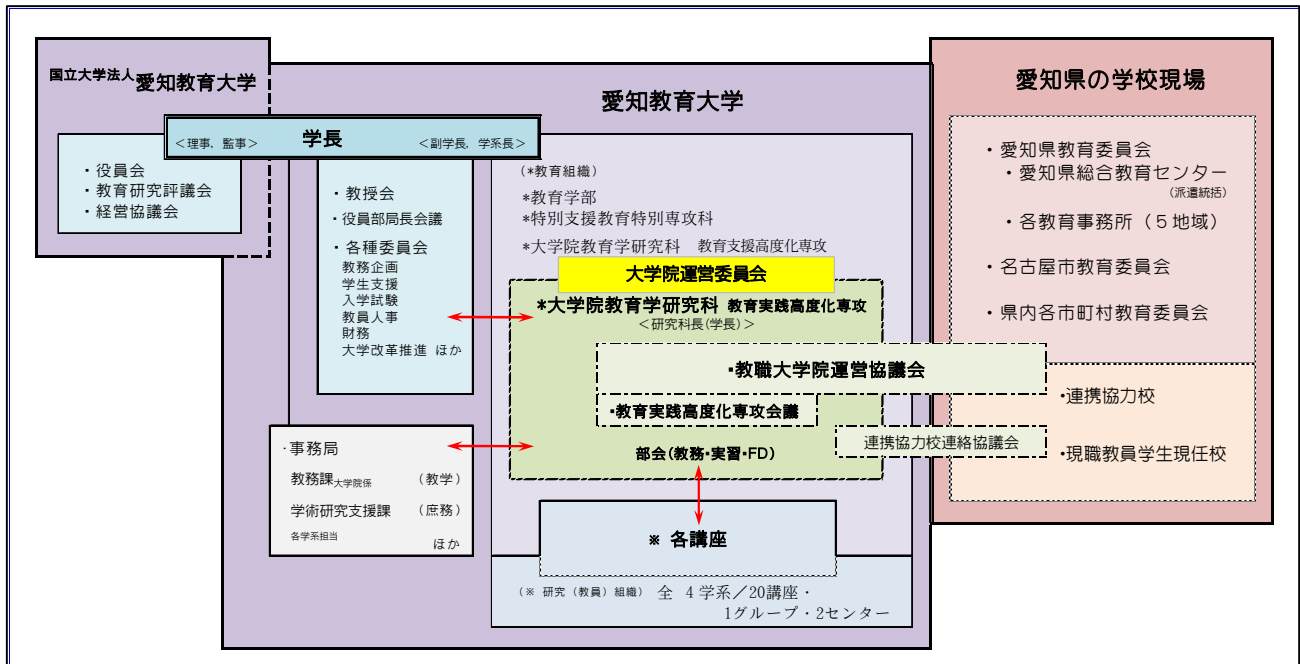 国立大学法人愛知教育大学
・役員会
・教育研究評議会
・経営協議会
愛知教育大学
＜理事，監事＞ 学長 ＜副学長，学系長＞
・教授会
・役員部局長会議
・各種委員会
教務企画
学生支援
入学試験
教員人事
財務
大学改革推進 ほか
・事務局
教務課大学院係 （教学）
学術研究支援課 （庶務）
各学系担当
ほか
(*教育組織)
*教育学部
*特別支援教育特別専攻科
*大学院教育学研究科 教育支援高度化専攻
大学院運営委員会
*大学院教育学研究科 教育実践高度化専攻
＜研究科長(学長)＞
・教職大学院運営協議会
・教育実践高度化専攻会議
連携協力校連絡協議会
部会(教務・実習・FD)
※ 各講座
(※ 研究（教員）組織) 全 4学系／20講座・
1グループ・2センター
愛知県の学校現場
・愛知県教育委員会
・愛知県総合教育センター
(派遣統括)
・各教育事務所（５地域）
・名古屋市教育委員会
・県内各市町村教育委員会
・連携協力校
・現職教員学生現任校